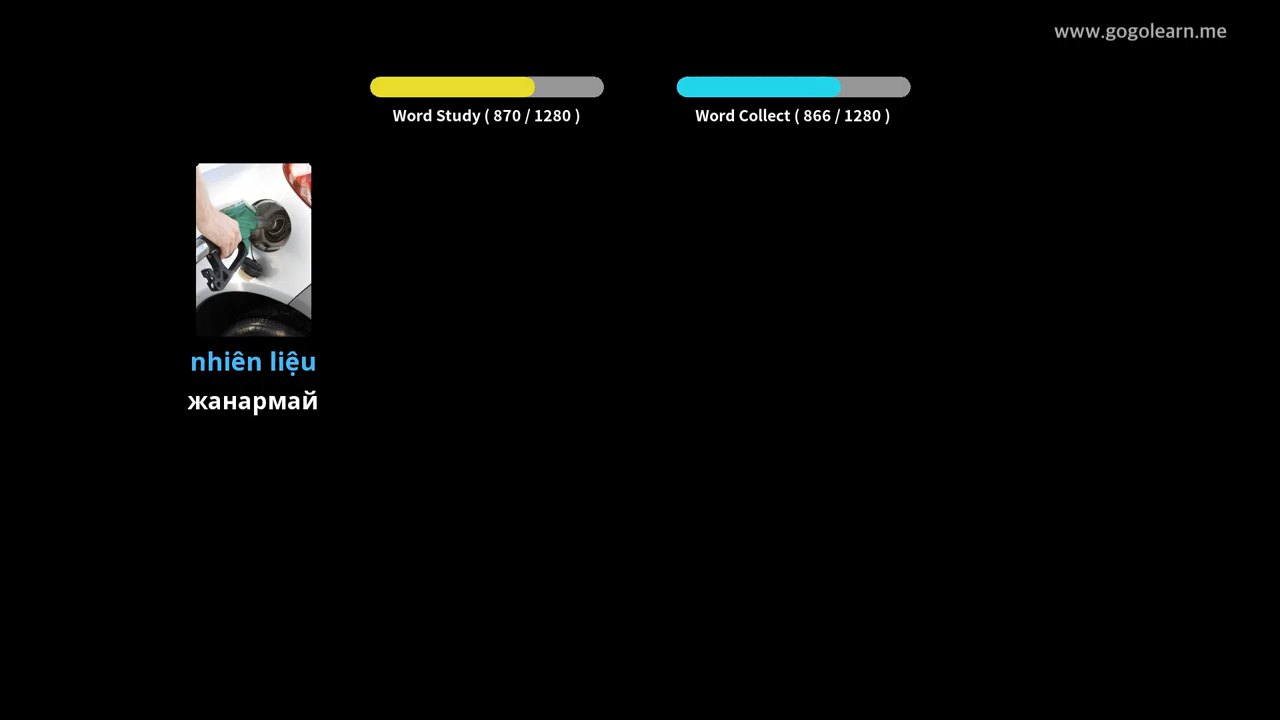 www.gogolearn.me
Word Study ( 870 / 1280 )
Word Collect ( 866 / 1280 )
nhiên liệu
жанармай